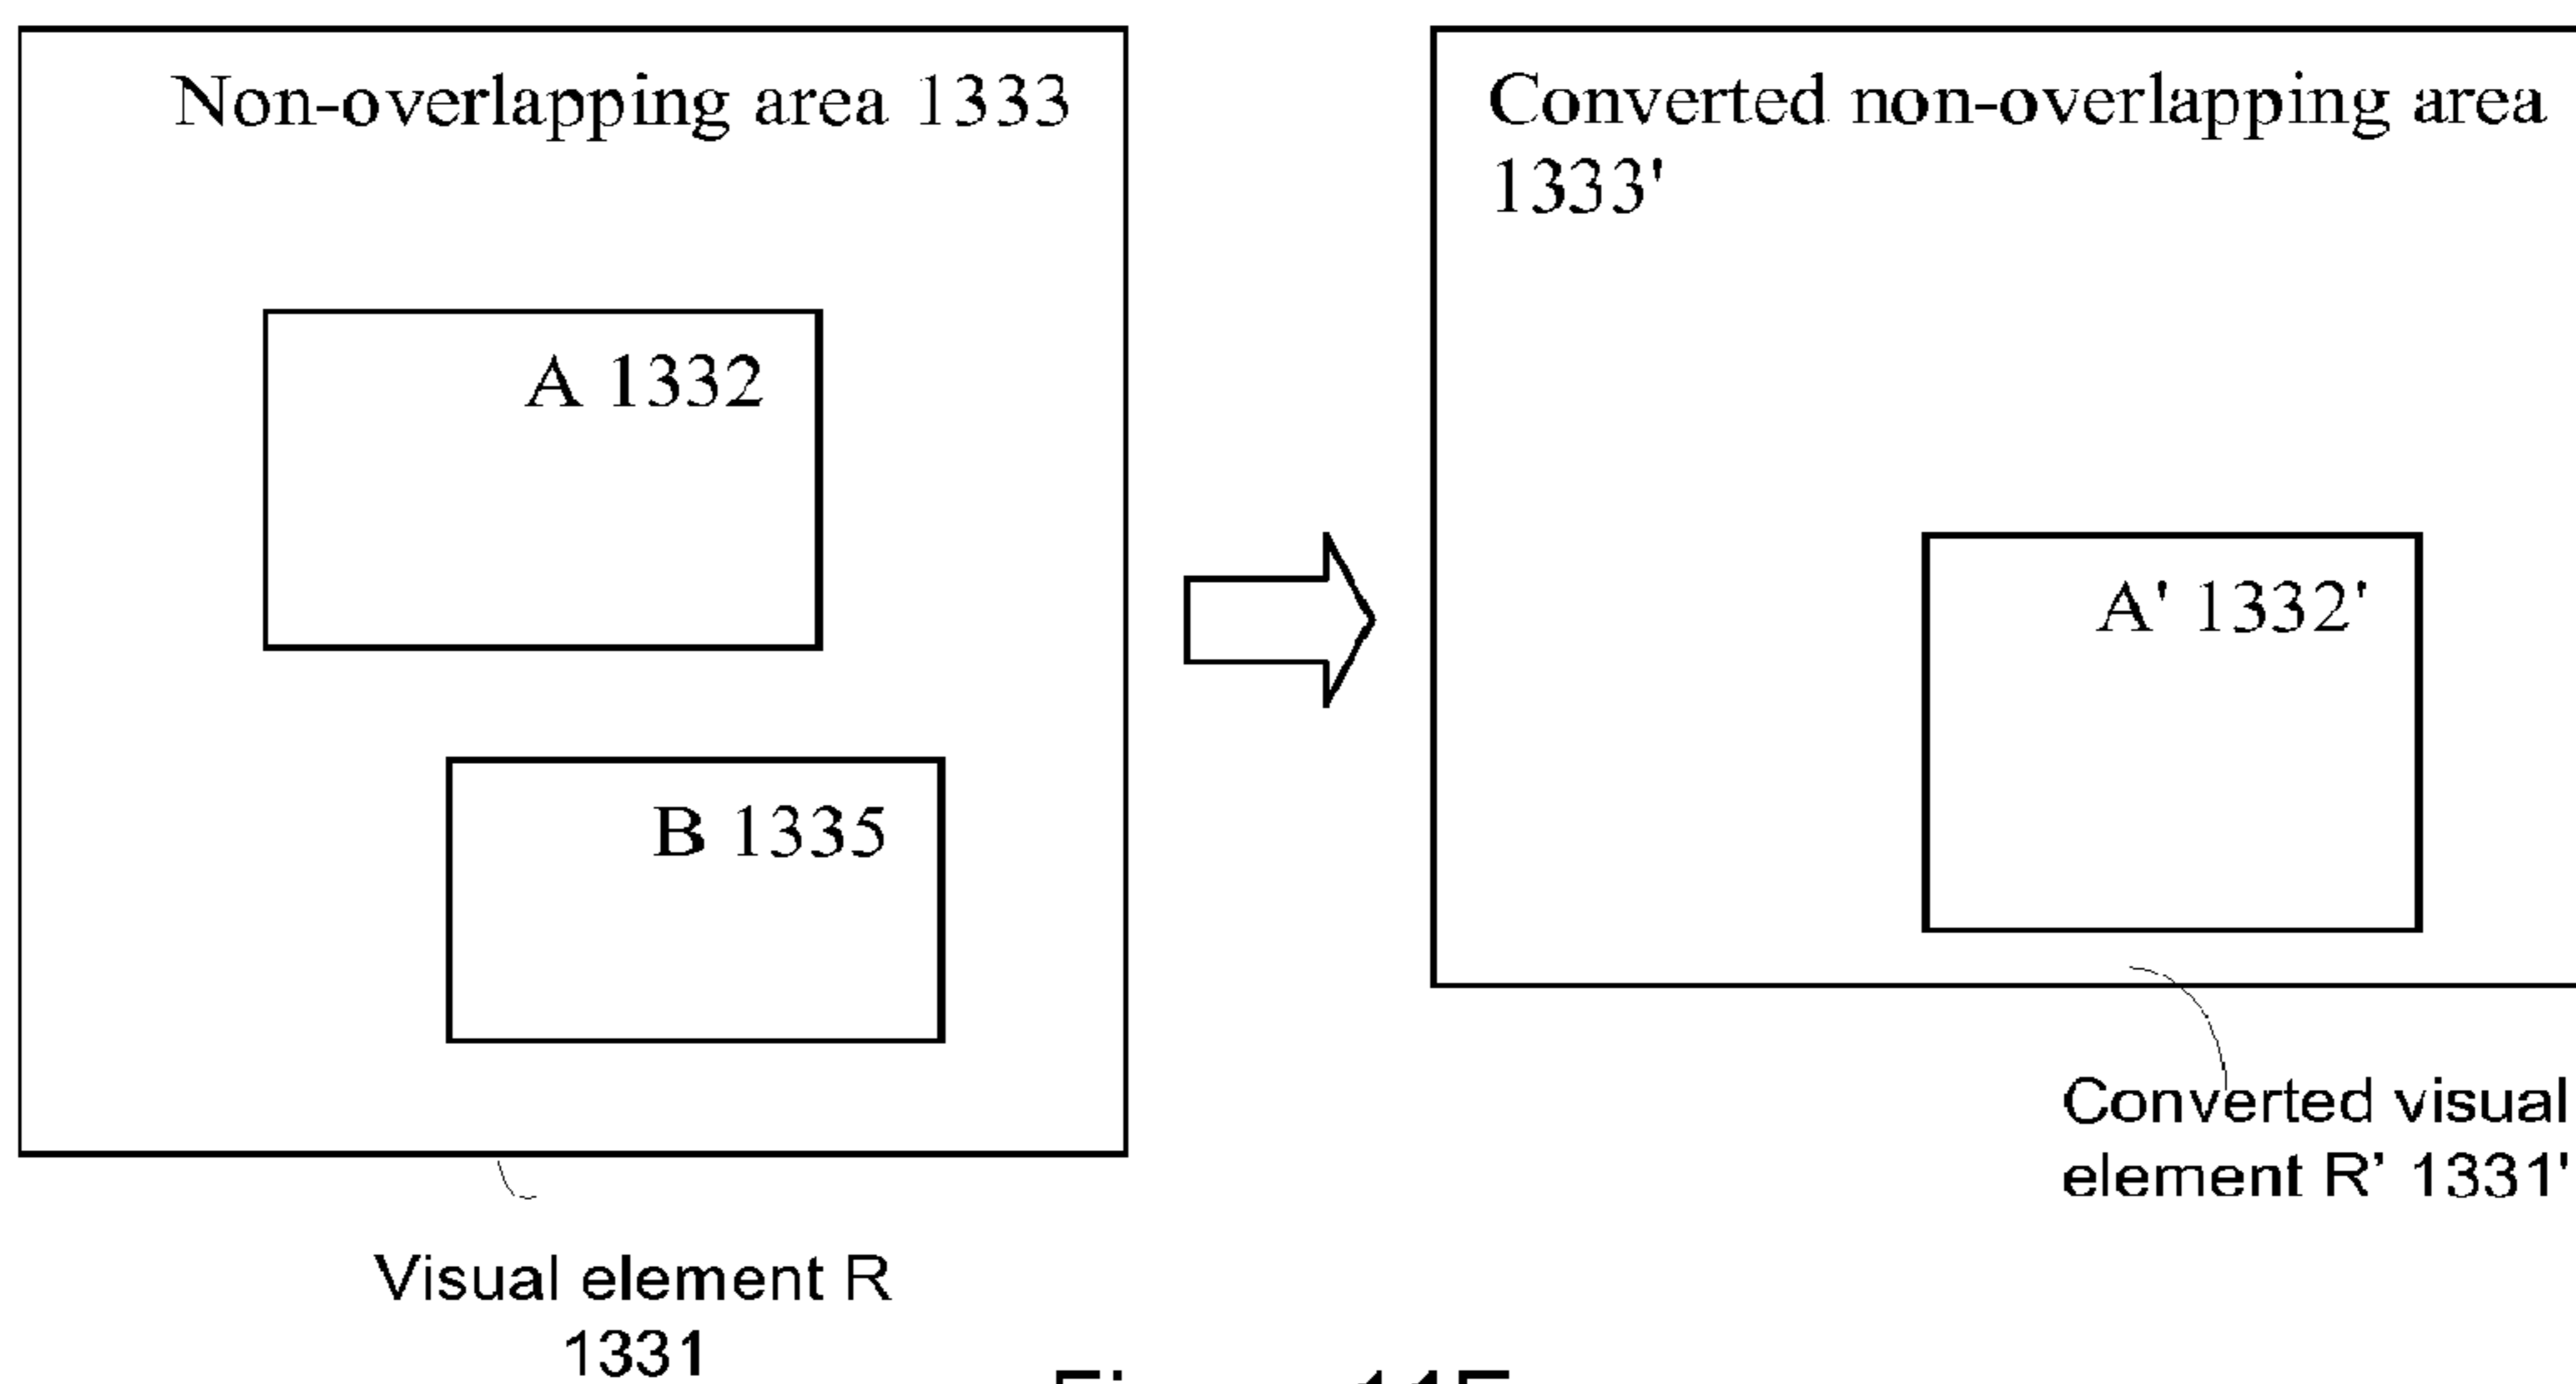 Non-overlapping area 1333
A 1332
B 1335
Visual element R
1331
Converted non-overlapping area
1333'
A' 1332'
Converted visual
element R’ 1331'